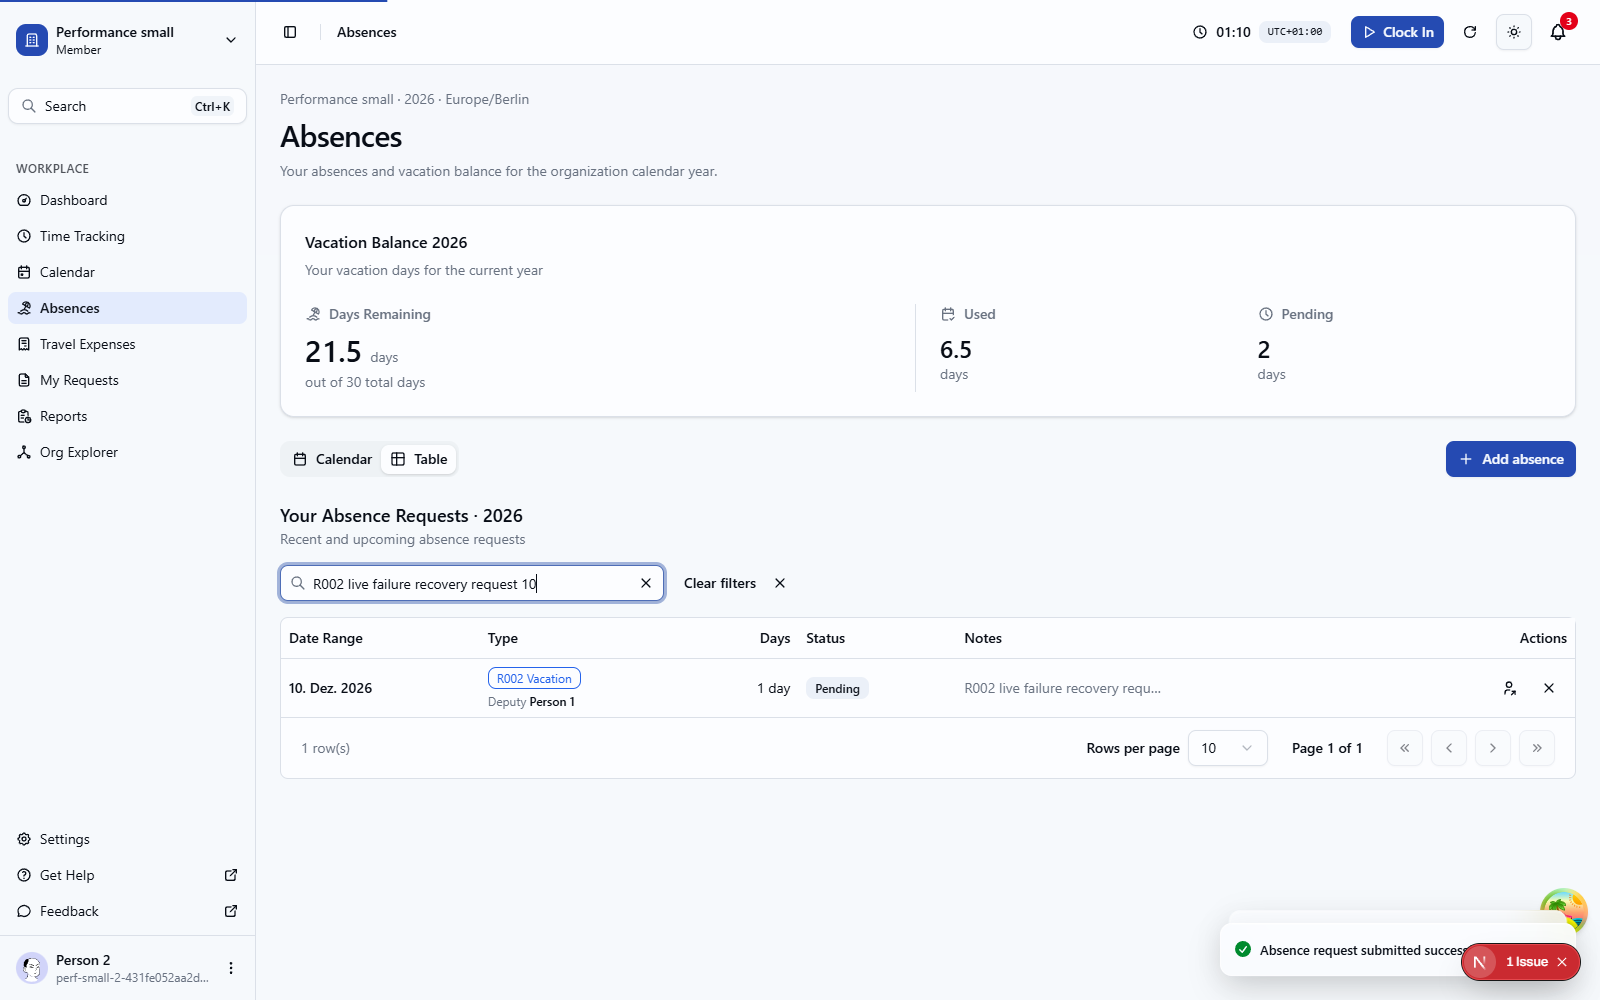 Performance small
Member
Search
Ctrl+K
WORKPLACE
Dashboard
Time Tracking
Calendar
Absences
Travel Expenses
My Requests
Reports
Org Explorer
Settings
Get Help
Feedback
Person 2
perf-small-2-431fe052aa2d...
Absences
01:10
UTC+01:00
Clock In
3
Performance small · 2026 · Europe/Berlin
Absences
Your absences and vacation balance for the organization calendar year.
Vacation Balance 2026
Your vacation days for the current year
Days Remaining
21.5 days
out of 30 total days
Used
6.5
days
Pending
2
days
Calendar
Table
Add absence
Your Absence Requests · 2026
Recent and upcoming absence requests
R002 live failure recovery request 10
Clear filters
Date Range Type Days Status Notes Actions
10. Dez. 2026
R002 Vacation
Deputy Person 1
1 day
Pending
R002 live failure recovery requ...
1 row(s)
Rows per page
10
Page 1 of 1
Absence request submitted
N
1 Issue